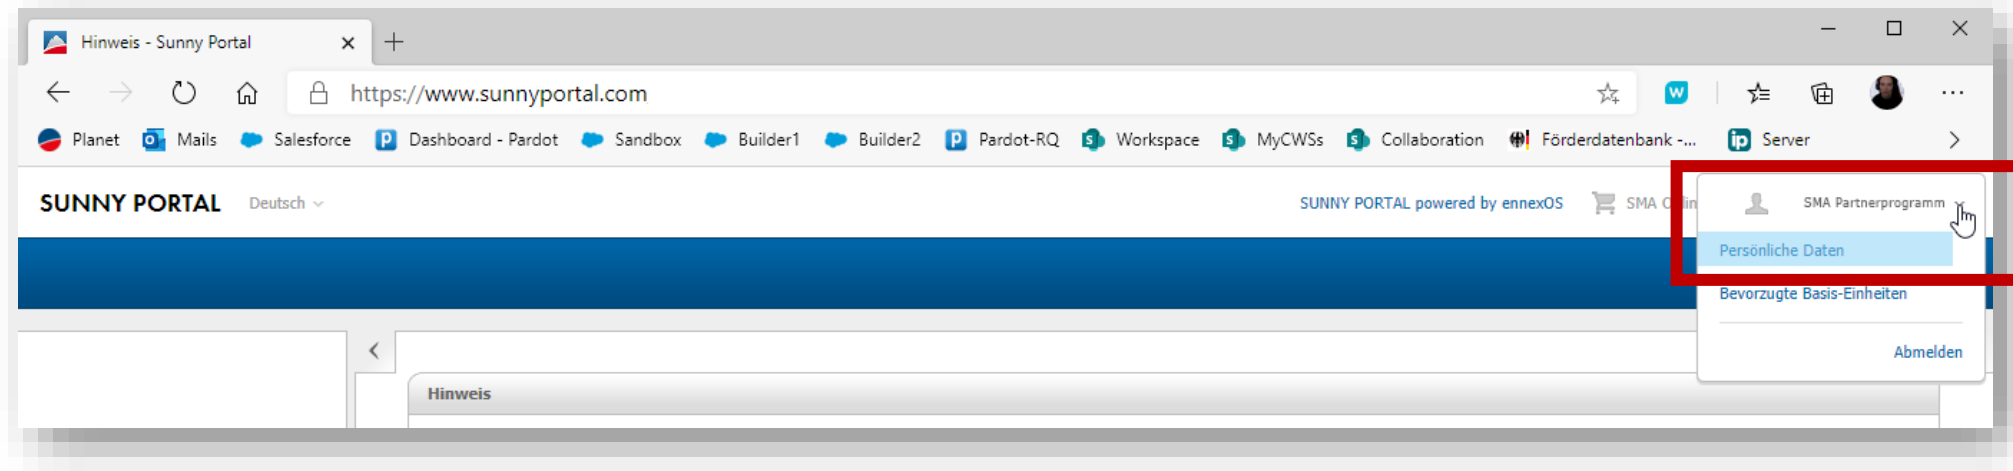 Hinweis - Sunny Portal
https://www.sunnyportal.com
Planet Mails Salesforce Dashboard - Pardot Sandbox Builder1 Builder2 Pardot-RQ Workspace MyCWSs Collaboration Förderdatenbank -... Server
SUNNY PORTAL Deutsch SUNNY PORTAL powered by ennexOS SMA SMA Partnerprogramm
Persönliche Daten
Bevorzugte Basis-Einheiten
Abmelden
Hinweis